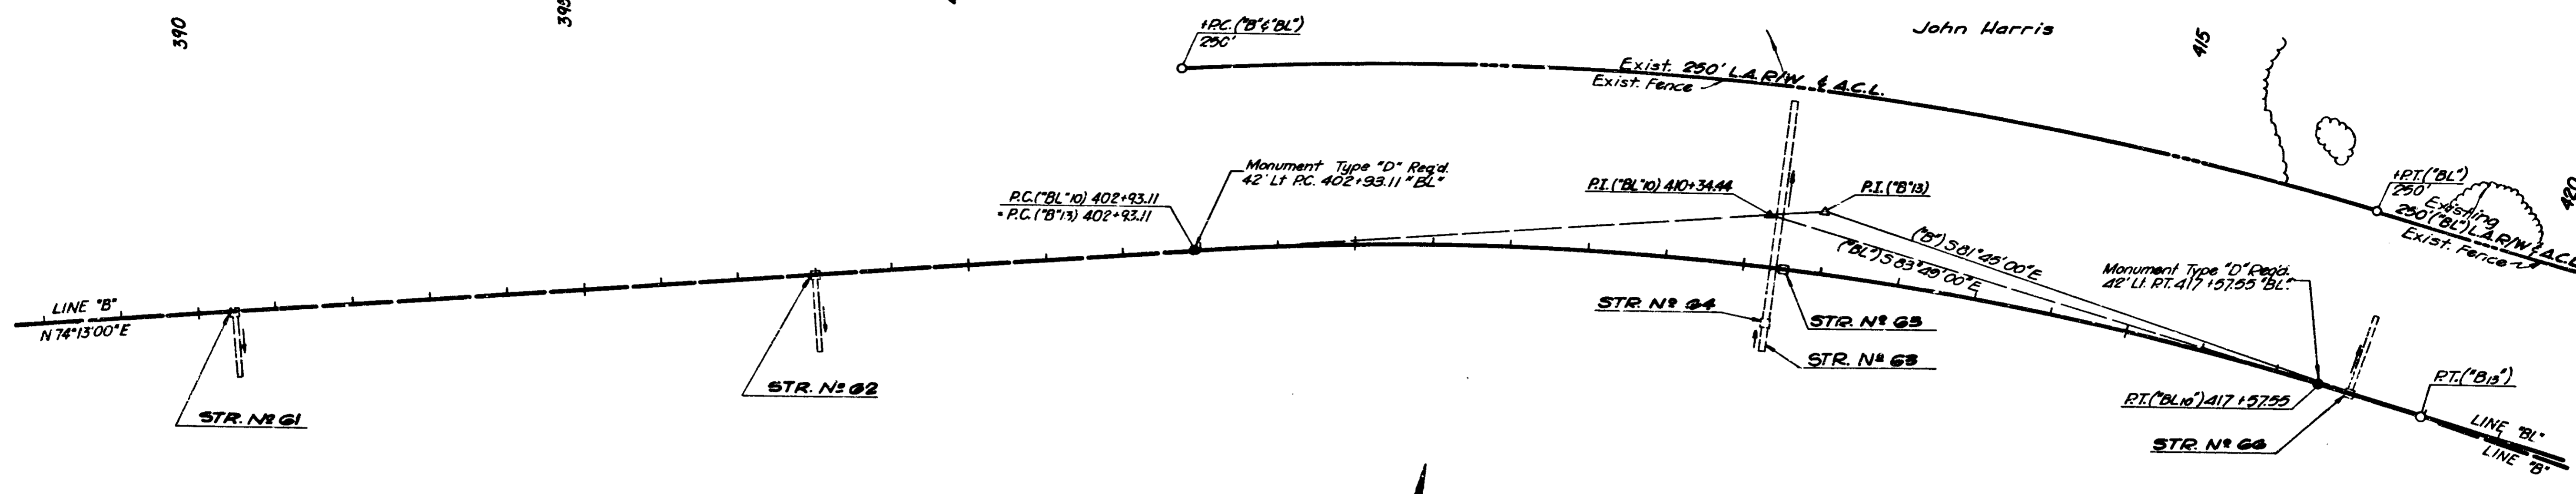 390
395
+P.C. ("B" & "BL")
250'
John Harris
415
Exist. 250' L.A. R/W & A.C.L.
Exist. Fence
Monument Type "D" Req'd.
42' Lt P.C. 402+93.11 "BL"
P.C. ("BL"10) 402+93.11
= P.C. ("B"13) 402+93.11
P.I. ("BL"10) 410+34.44
P.I. ("B"13)
+P.T. ("BL")
250'
420
Existing
250' ("BL") L.A. R/W & A.C.L.
Exist. Fence
("B") S 81°45'00" E
("BL") S 83°45'00" E
Monument Type "D" Req'd.
42' Lt. P.T. 417+57.55 "BL"
LINE "B"
N 74°13'00" E
STR. Nº 61
STR. Nº 62
STR. Nº 64
STR. Nº 65
STR. Nº 63
P.T. ("BL10") 417+57.55
P.T. ("B13")
STR. Nº 66
LINE "BL"
LINE "B"